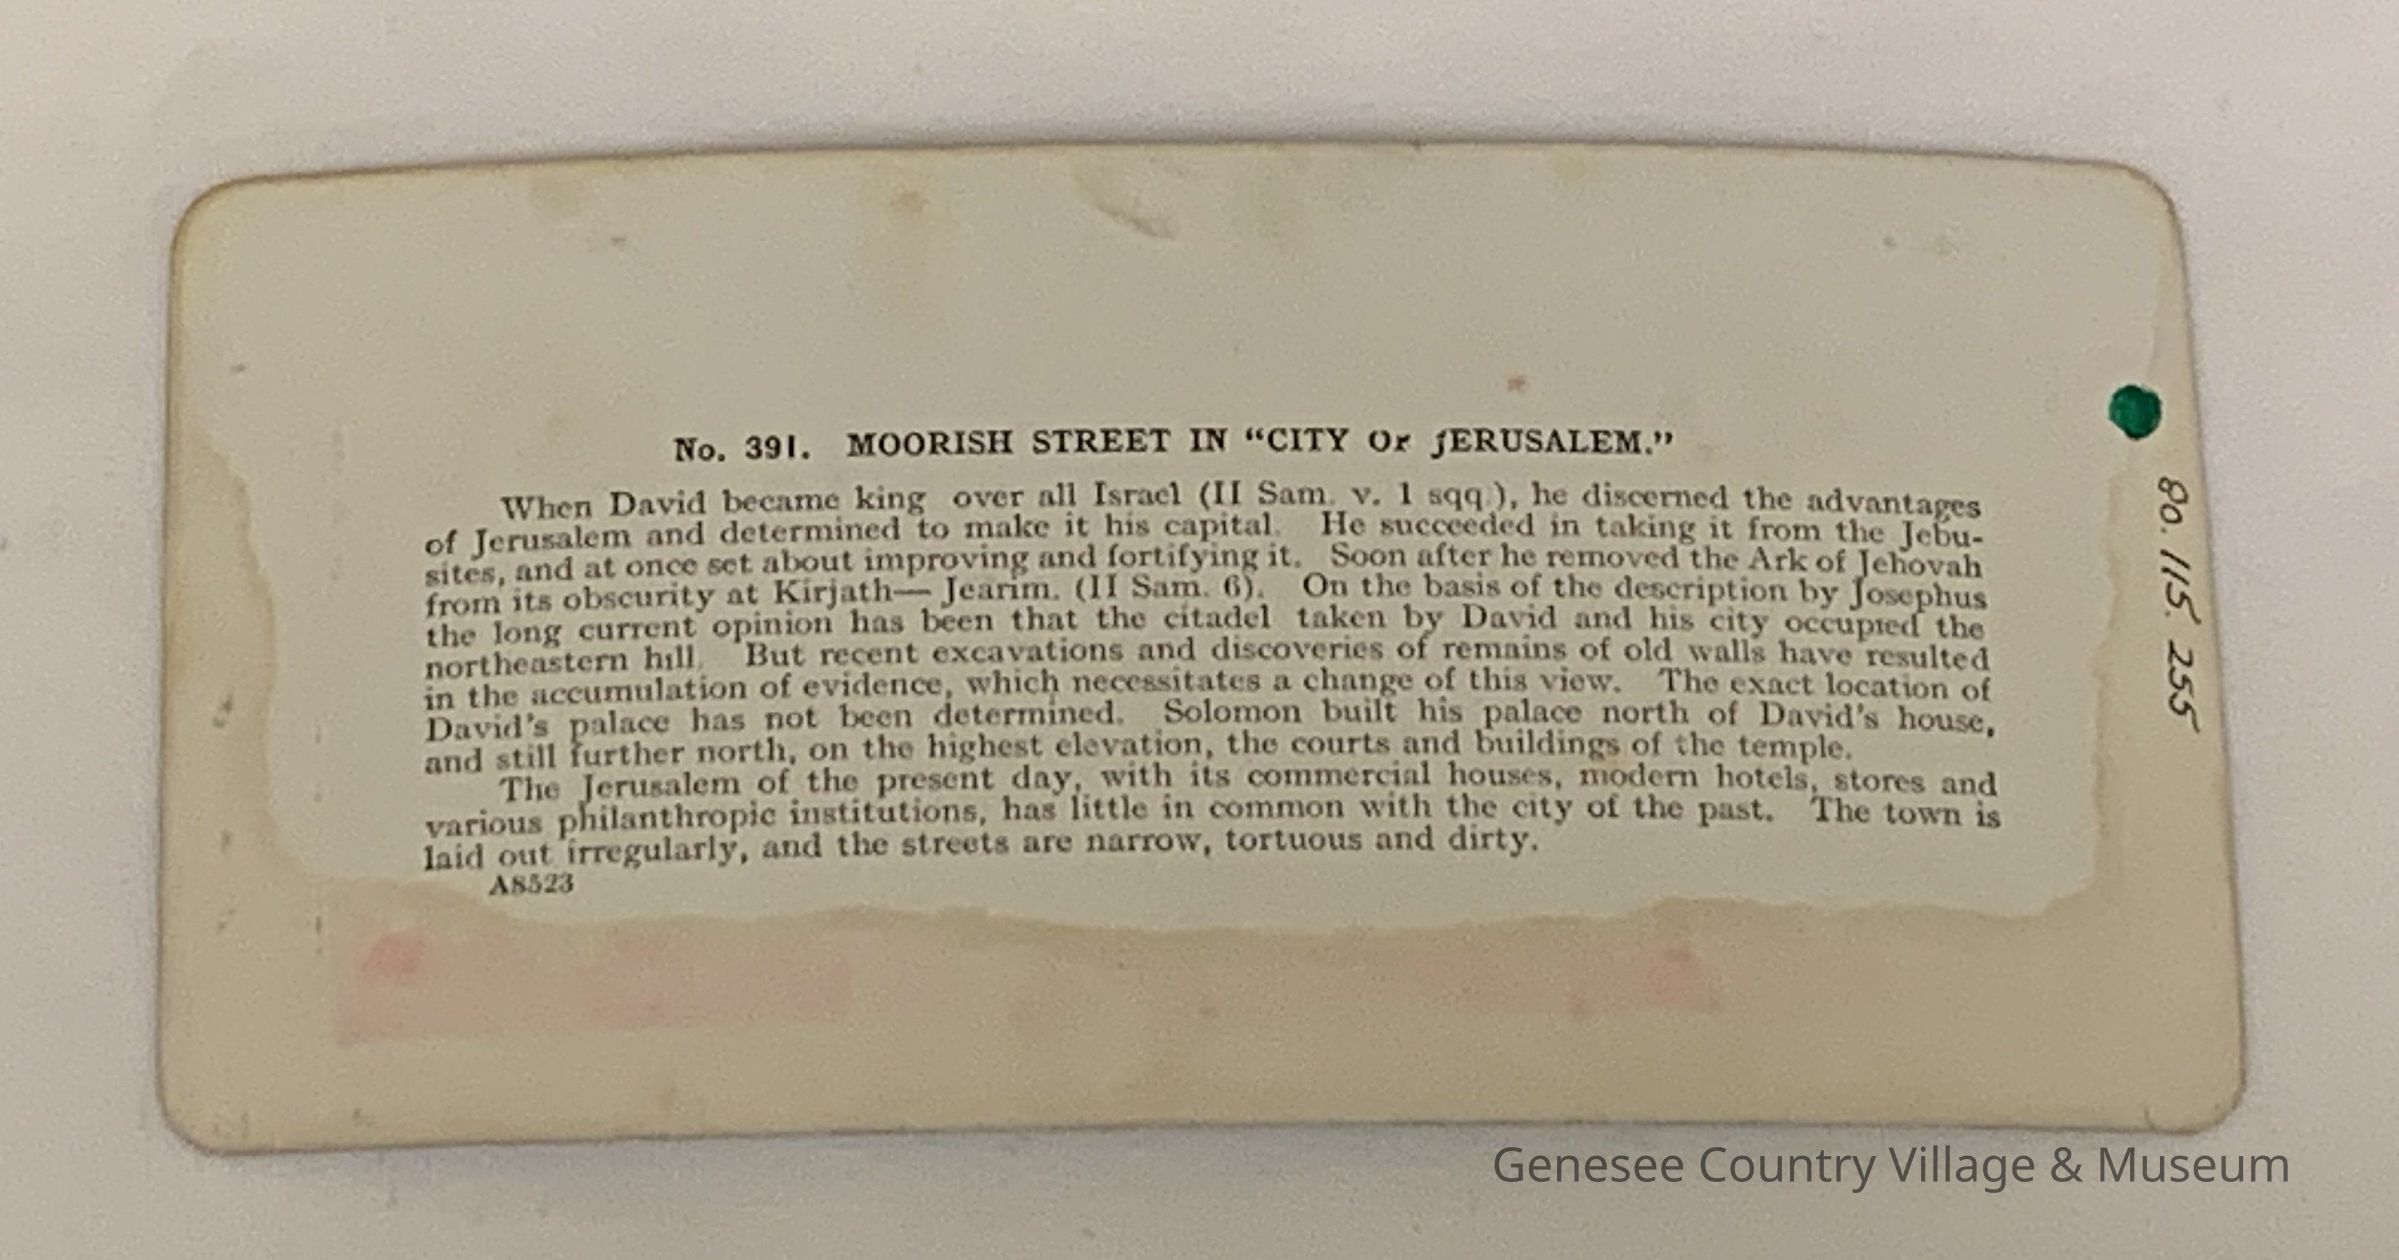 No. 391. MOORISH STREET IN “CITY OF JERUSALEM.”
When David became king over all Israel (II Sam. v. 1 sqq.), he discerned the advantages
of Jerusalem and determined to make it his capital. He succeeded in taking it from the Jebu-
sites, and at once set about improving and fortifying it. Soon after he removed the Ark of Jehovah
from its obscurity at Kirjath— Jearim. (II Sam. 6). On the basis of the description by Josephus
the long current opinion has been that the citadel taken by David and his city occupied the
northeastern hill. But recent excavations and discoveries of remains of old walls have resulted
in the accumulation of evidence, which necessitates a change of this view. The exact location of
David’s palace has not been determined. Solomon built his palace north of David’s house,
and still further north, on the highest elevation, the courts and buildings of the temple.
The Jerusalem of the present day, with its commercial houses, modern hotels, stores and
various philanthropic institutions, has little in common with the city of the past. The town is
laid out irregularly, and the streets are narrow, tortuous and dirty.
A8523
80.115.255
Genesee Country Village & Museum